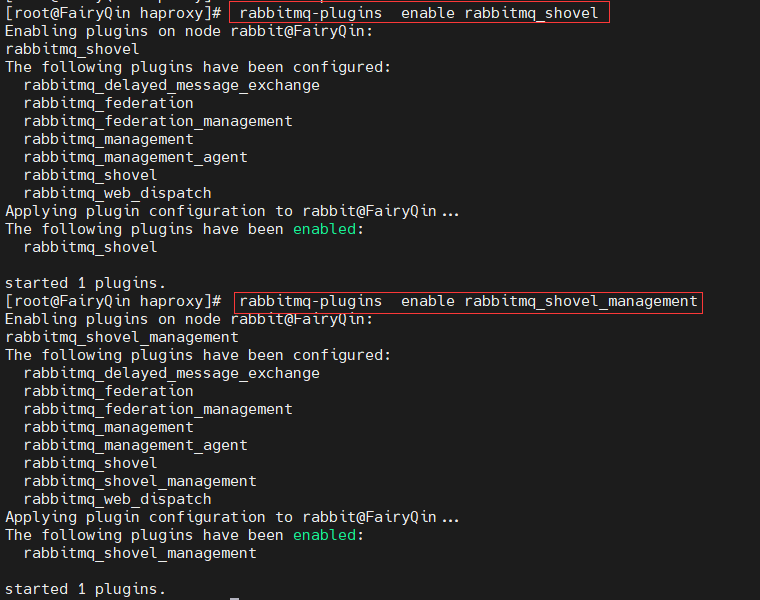 [root@FairyQin haproxy]#  rabbitmq-plugins  enable rabbitmq_shovel
Enabling plugins on node rabbit@FairyQin:
rabbitmq_shovel
The following plugins have been configured:
  rabbitmq_delayed_message_exchange
  rabbitmq_federation
  rabbitmq_federation_management
  rabbitmq_management
  rabbitmq_management_agent
  rabbitmq_shovel
  rabbitmq_web_dispatch
Applying plugin configuration to rabbit@FairyQin...
The following plugins have been enabled:
  rabbitmq_shovel

started 1 plugins.
[root@FairyQin haproxy]#  rabbitmq-plugins  enable rabbitmq_shovel_management
Enabling plugins on node rabbit@FairyQin:
rabbitmq_shovel_management
The following plugins have been configured:
  rabbitmq_delayed_message_exchange
  rabbitmq_federation
  rabbitmq_federation_management
  rabbitmq_management
  rabbitmq_management_agent
  rabbitmq_shovel
  rabbitmq_shovel_management
  rabbitmq_web_dispatch
Applying plugin configuration to rabbit@FairyQin...
The following plugins have been enabled:
  rabbitmq_shovel_management

started 1 plugins.